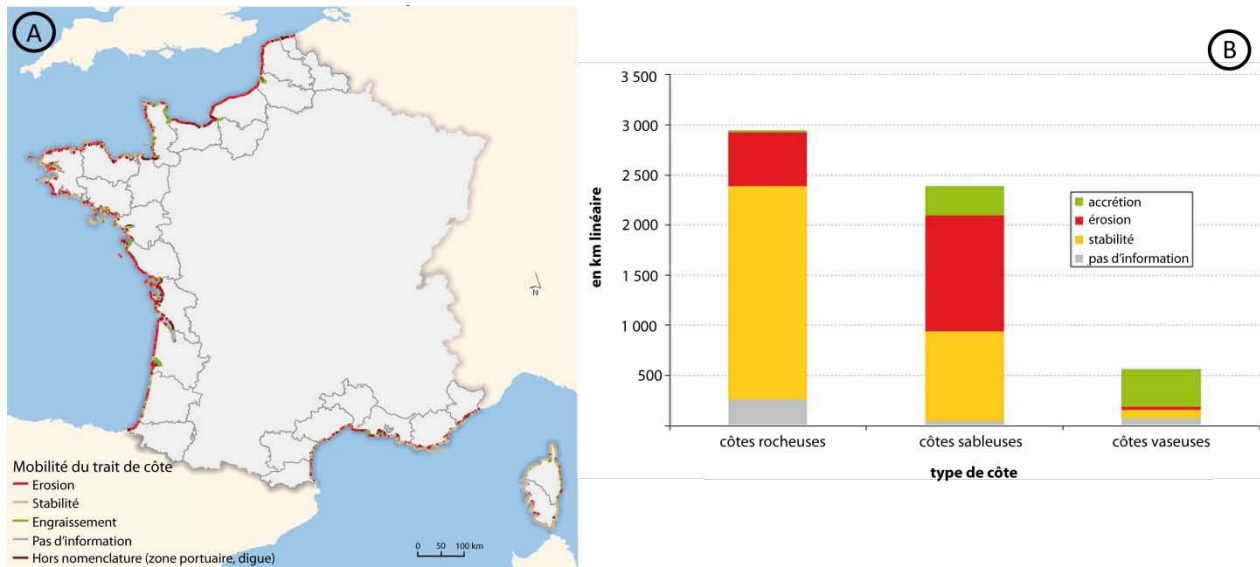 A
Mobilité du trait de côte
Erosion
Stabilité
Engraissement
Pas d'information
Hors nomenclature (zone portuaire, digue)
N
0 50 100 km
B
en km linéaire
3 500
3 000
2 500
2 000
1 500
1 000
500
accrétion
érosion
stabilité
pas d'information
côtes rocheuses
côtes sableuses
côtes vaseuses
type de côte